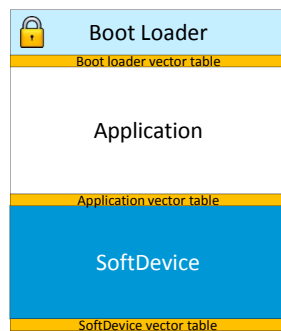 Boot Loader
Boot loader vector table
Application
Application vector table
SoftDevice
SoftDevice vector table